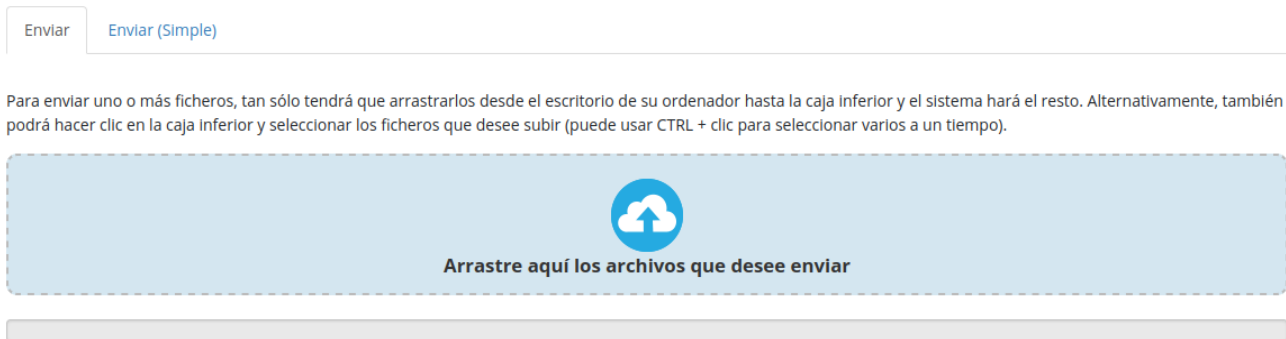 Enviar
Enviar (Simple)
Para enviar uno o más ficheros, tan sólo tendrá que arrastrarlos desde el escritorio de su ordenador hasta la caja inferior y el sistema hará el resto. Alternativamente, también
podrá hacer clic en la caja inferior y seleccionar los ficheros que desee subir (puede usar CTRL + clic para seleccionar varios a un tiempo).
Arrastre aquí los archivos que desee enviar